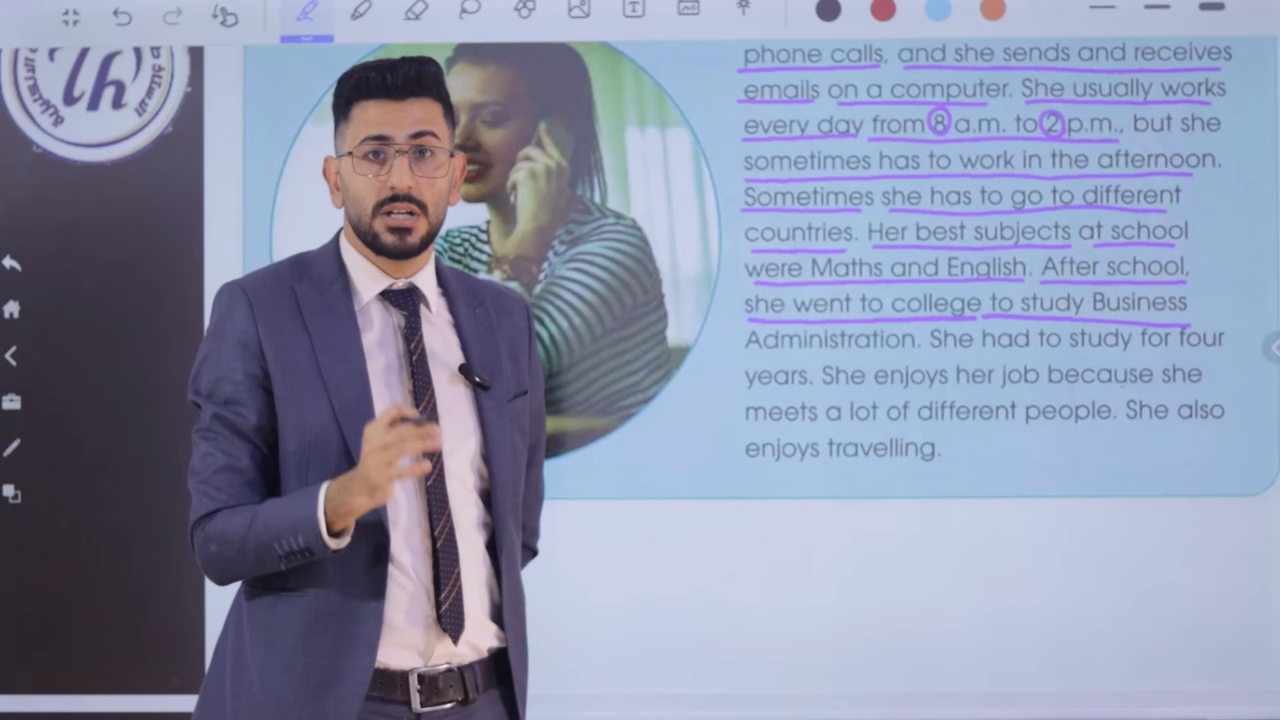 phone calls, and she sends and receives
emails on a computer. She usually works
every day from 8 a.m. to 2 p.m., but she
sometimes has to work in the afternoon.
Sometimes she has to go to different
countries. Her best subjects at school
were Maths and English. After school,
she went to college to study Business
Administration. She had to study for four
years. She enjoys her job because she
meets a lot of different people. She also
enjoys travelling.